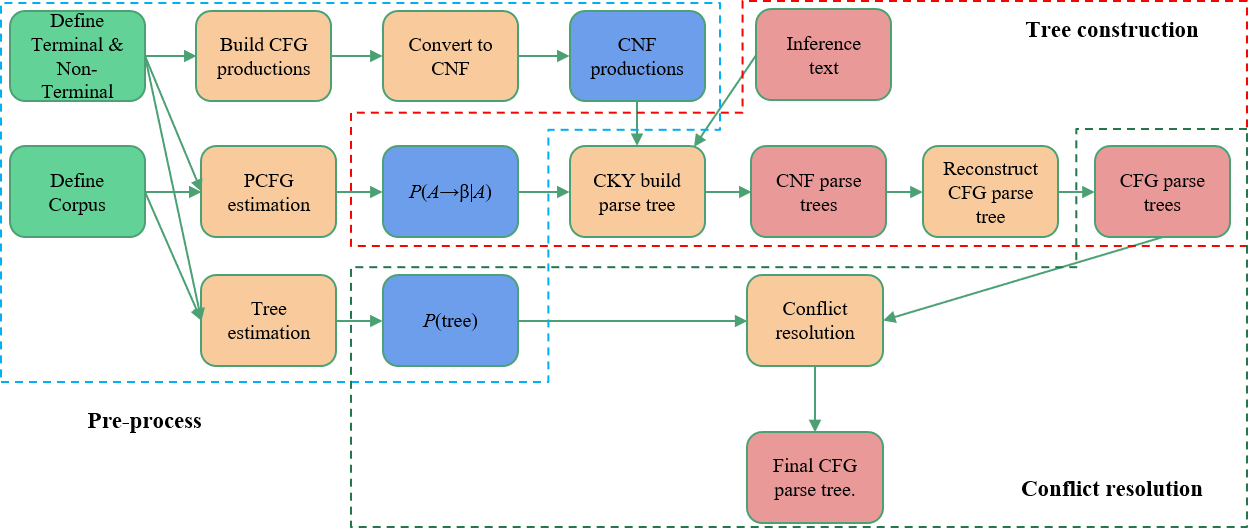 Define
Terminal &
Non-
Terminal
Build CFG
productions
Convert to
CNF
CNF
productions
Inference
text
Tree construction
Define
Corpus
PCFG
estimation
P(A→β|A)
CKY build
parse tree
CNF parse
trees
Reconstruct
CFG parse
tree
CFG parse
trees
Tree
estimation
P(tree)
Conflict
resolution
Pre-process
Final CFG
parse tree.
Conflict resolution